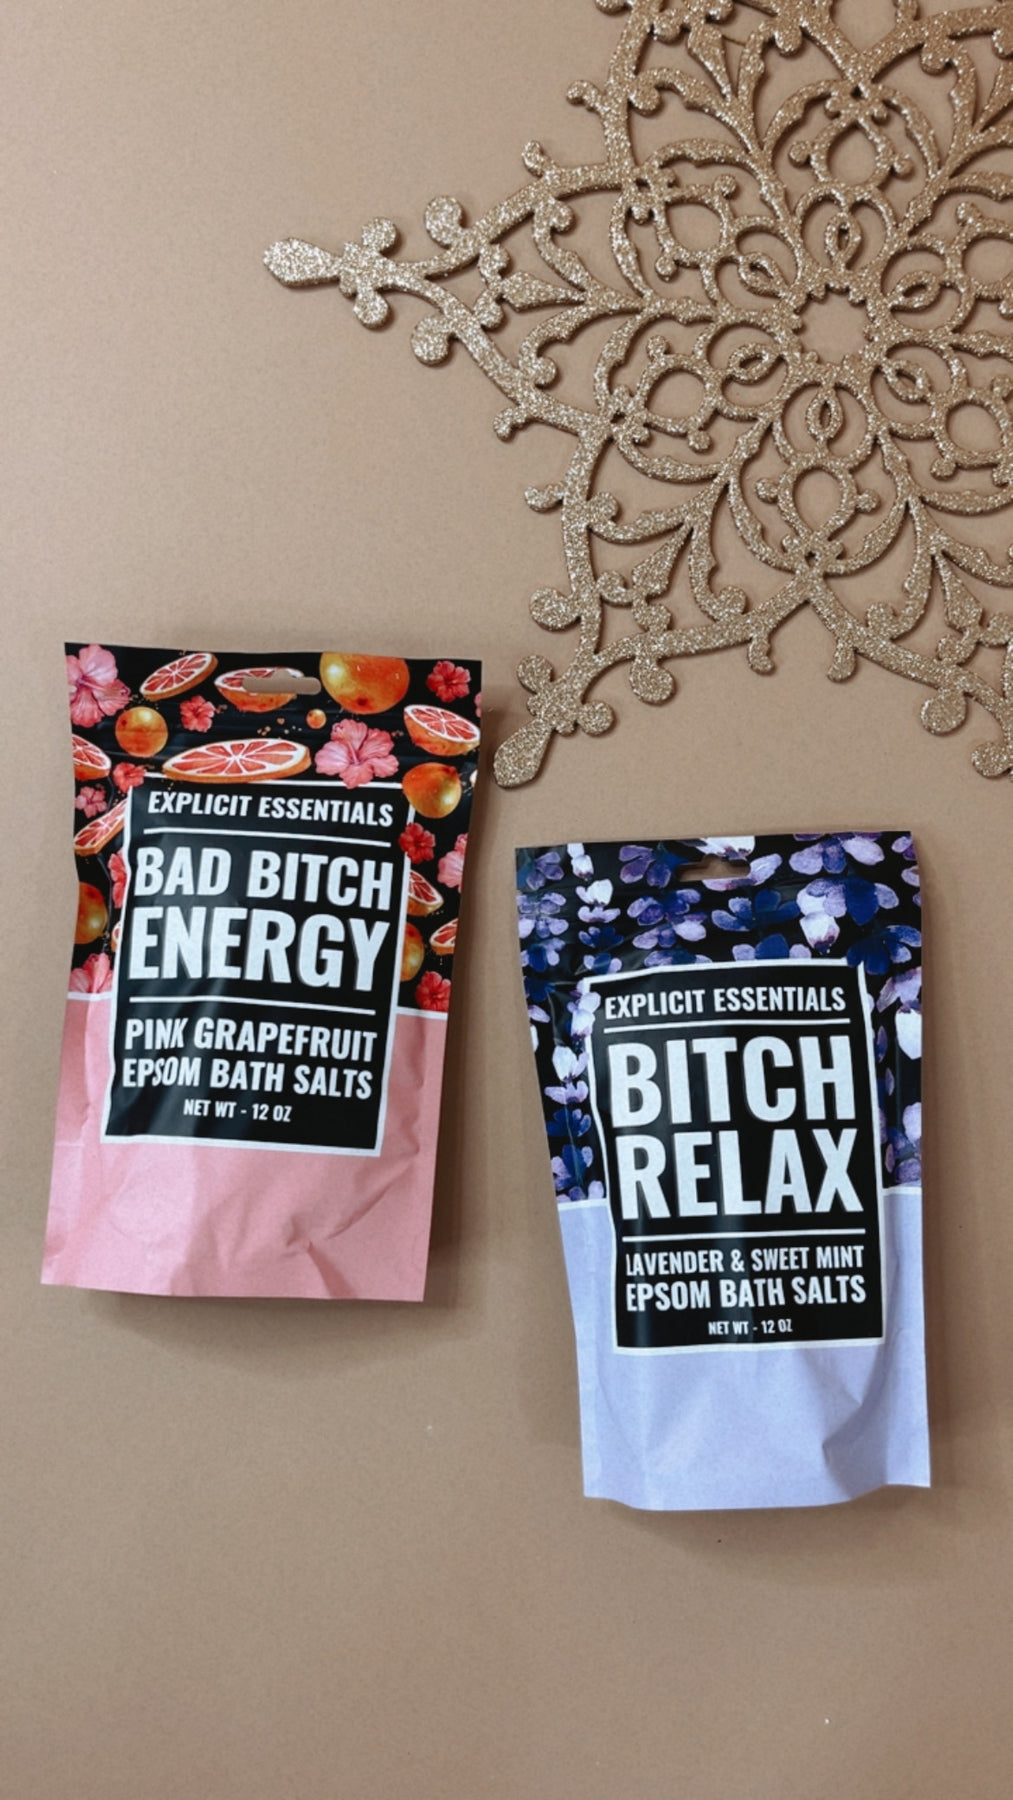 EXPLICIT ESSENTIALS
BAD BITCH
ENERGY
PINK GRAPEFRUIT
EPSOM BATH SALTS
NET WT - 12 OZ
EXPLICIT ESSENTIALS
BITCH
RELAX
LAVENDER & SWEET MINT
EPSOM BATH SALTS
NET WT - 12 OZ